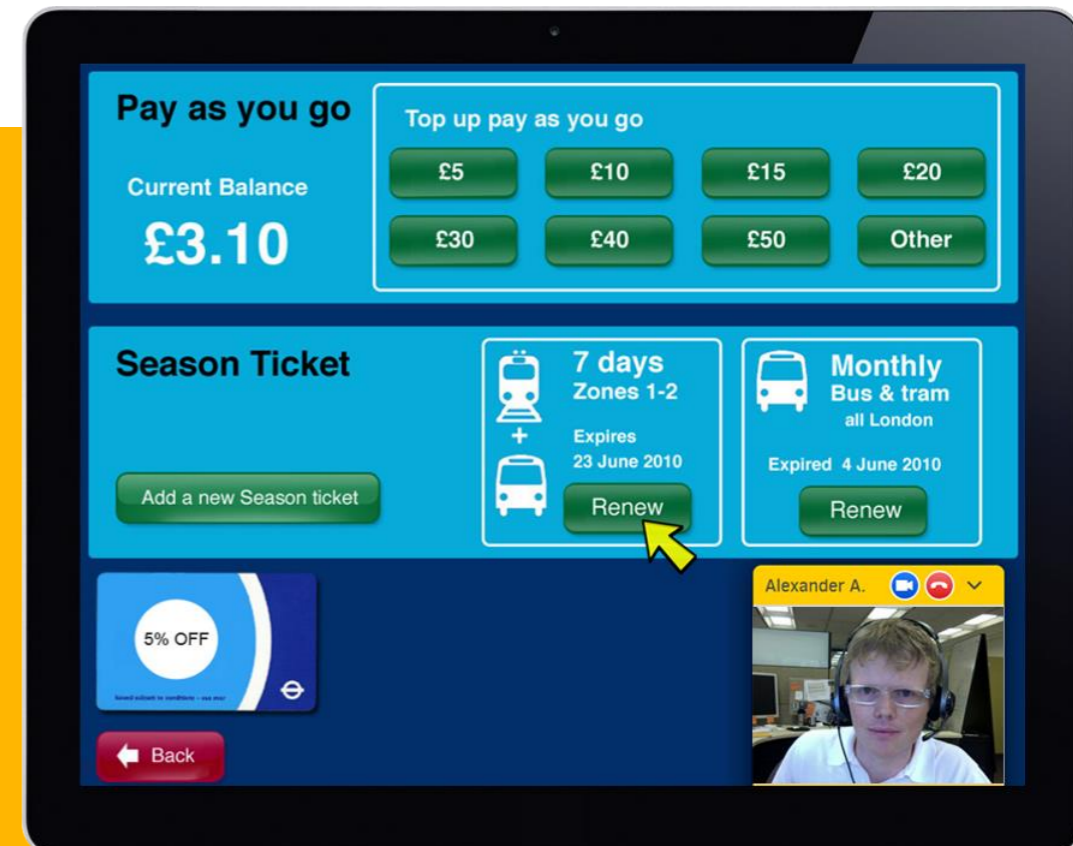 Pay as you go
Current Balance
£3.10
Top up pay as you go
£5
£10
£15
£20
£30
£40
£50
Other
Season Ticket
Add a new Season ticket
7 days
Zones 1-2
+
Expires
23 June 2010
Renew
Monthly
Bus & tram
all London
Expired 4 June 2010
Renew
5% OFF
Back
Alexander A.